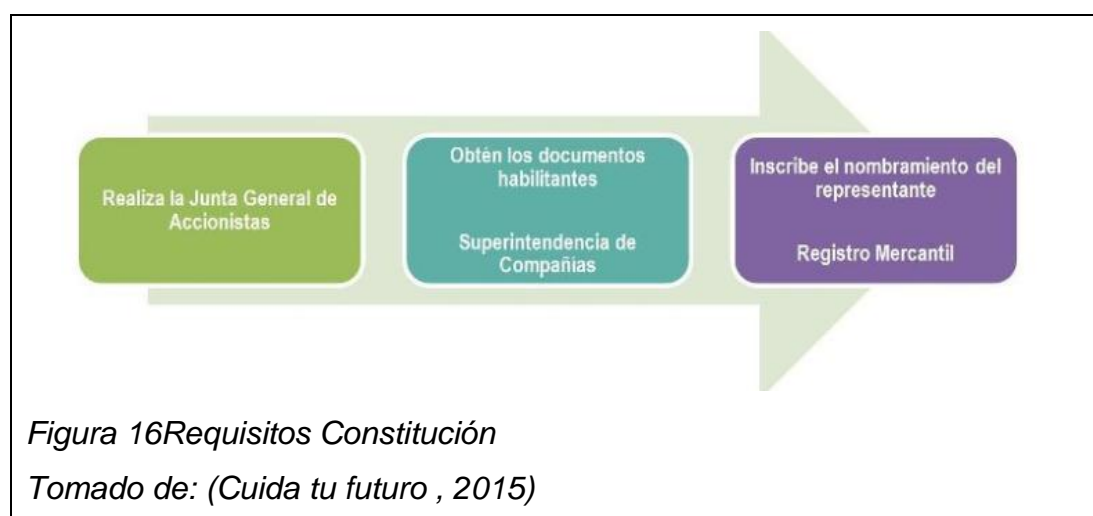 Realiza la Junta General de
Accionistas
Obtén los documentos
habilitantes
Superintendencia de
Compañias
Inscribe el nombramiento del
representante
Registro Mercantil
Figura 16Requisitos Constitución
Tomado de: (Cuida tu futuro , 2015)